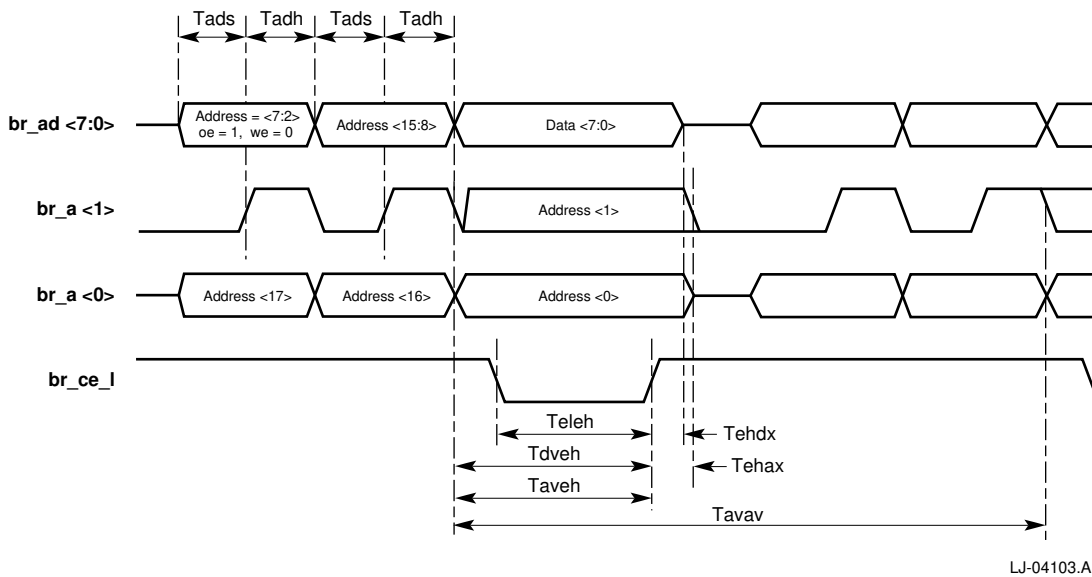 Tads Tadh Tads Tadh
br_ad <7:0>
Address = <7:2>
oe = 1, we = 0
Address <15:8>
Data <7:0>
br_a <1>
Address <1>
br_a <0>
Address <17>
Address <16>
Address <0>
br_ce_l
Teleh
Tehdx
Tdveh
Tehax
Taveh
Tavav
LJ-04103.AI